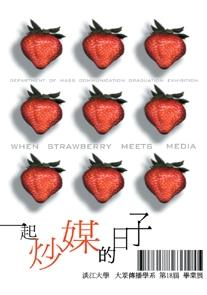 DEPARTMENT OF MASS COMMUNICATION GRADUATION EXHIBITION
WHEN STRAWBERRY MEETS MEDIA
一起炒媒的日子
淡江大學 大眾傳播學系 第18屆 畢業展